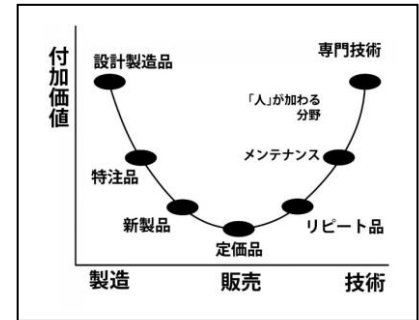 付加価値
設計製造品
専門技術
「人」が加わる
分野
特注品
メンテナンス
新製品
リピート品
定価品
製造
販売
技術